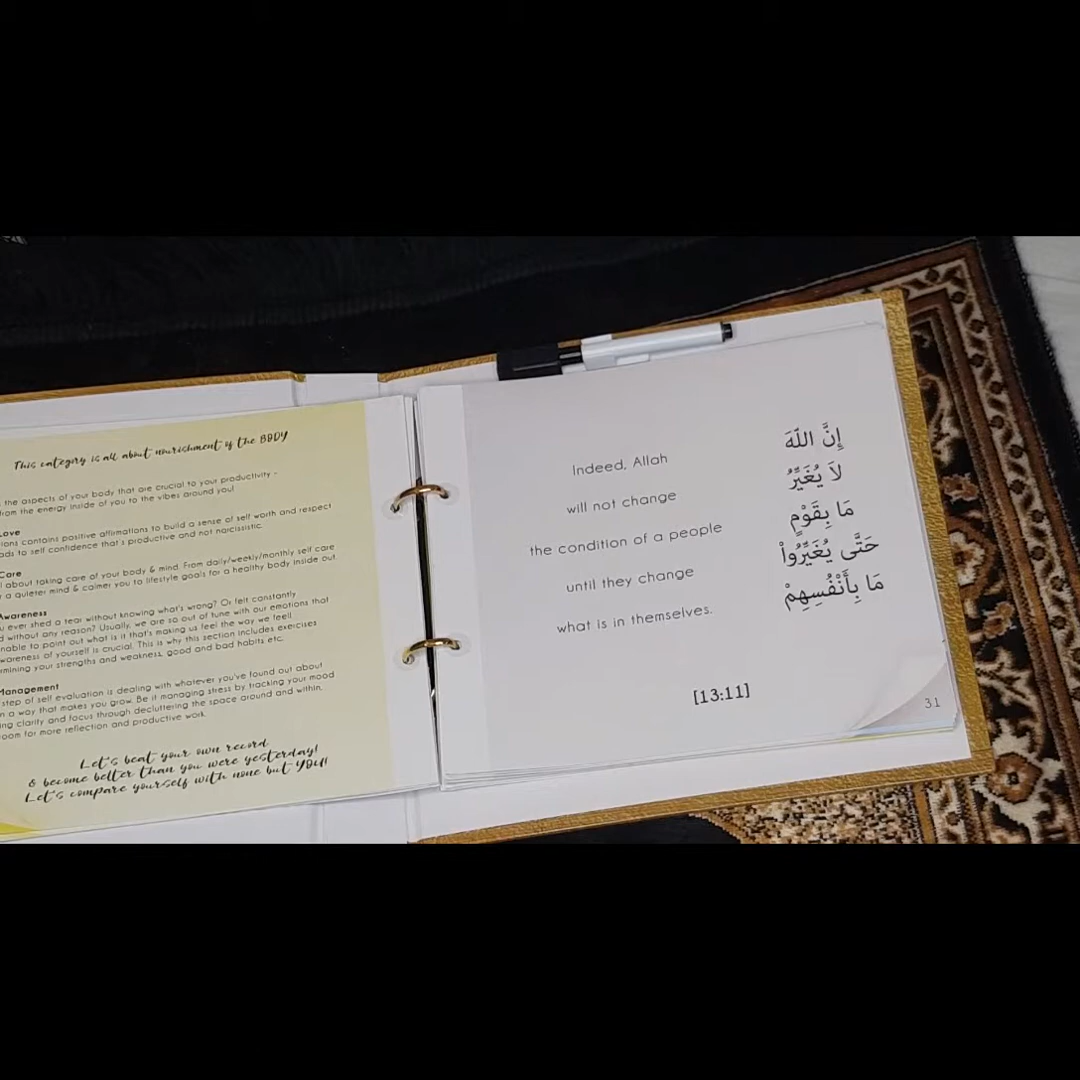 This category is all about nourishment of the BODY
the aspects of your body that are crucial to your productivity -
from the energy inside of you to the vibes around you!
Love
ions contains positive affirmations to build a sense of self worth and respect
ads to self confidence that's productive and not narcissistic.
Care
l about taking care of your body & mind. From daily/weekly/monthly self care
r a quieter mind & calmer you to lifestyle goals for a healthy body inside out.
Awareness
u ever shed a tear without knowing what's wrong? Or felt constantly
d without any reason? Usually, we are so out of tune with our emotions that
nable to point out what is it that's making us feel the way we feel!
wareness of yourself is crucial. This is why this section includes exercises
rmining your strengths and weakness, good and bad habits etc.
Management
step of self evaluation is dealing with whatever you've found out about
n a way that makes you grow. Be it managing stress by tracking your mood
ing clarity and focus through decluttering the space around and within,
oom for more reflection and productive work.
Let's beat your own record
& become better than you were yesterday!
Let's compare yourself with none but YOU!!
Indeed, Allah
will not change
the condition of a people
until they change
what is in themselves.
إِنَّ اللّهَ
لاَ يُغَيِّرُ
مَا بِقَوْمٍ
حَتَّى يُغَيِّرُواْ
مَا بِأَنْفُسِهِمْ
[13:11]
31